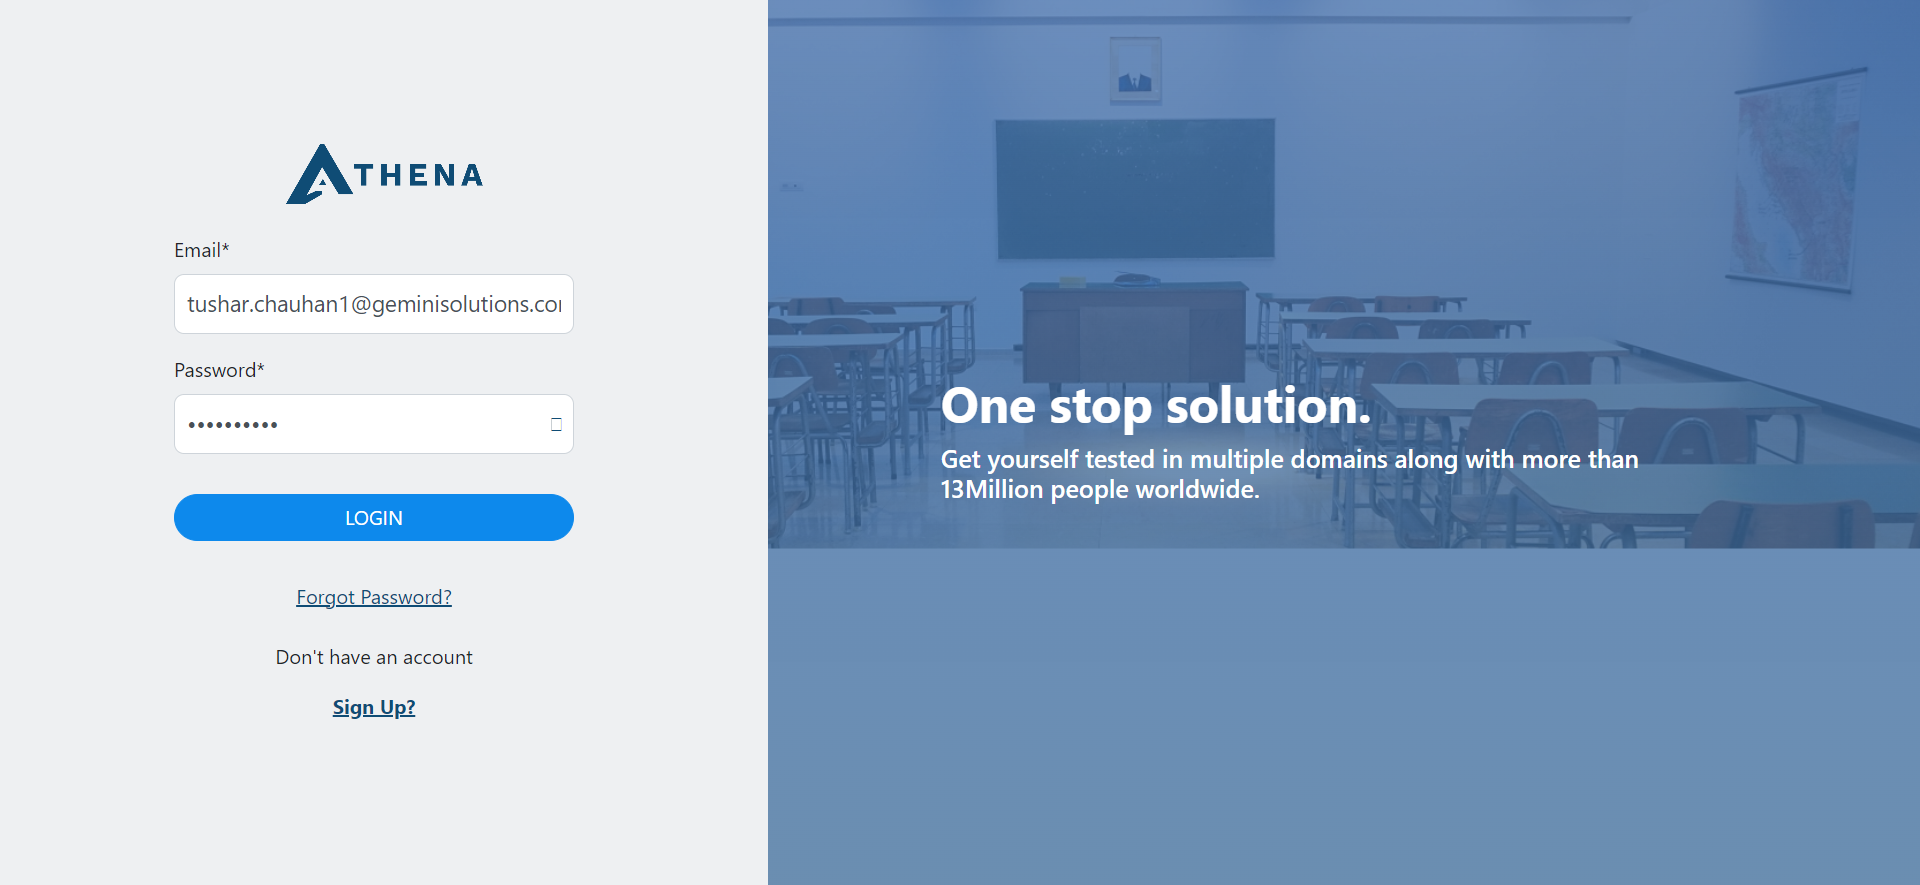 ATHENA
Email*
tushar.chauhan1@geminisolutions.co
Password*
••••••••••
LOGIN
Forgot Password?
Don't have an account
Sign Up?
One stop solution.
Get yourself tested in multiple domains along with more than
13Million people worldwide.